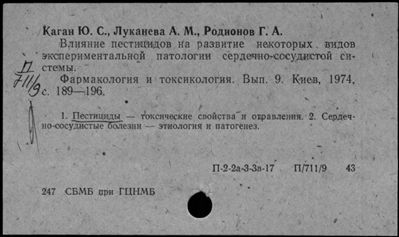 Каган Ю. С., Луканева А. М., Родионов Г. А.
Влияние пестицидов на развитие некоторых видов
экспериментальной патологии сердечно-сосудистой си-
стемы.
П
711/9
Фармакология и токсикология. Вып. 9. Киев, 1974,
с. 189—196.
1. Пестициды — токсические свойства и отравления. 2. Сердеч-
но-сосудистые болезни — этиология и патогенез.
П-2-2а-3-3а-17 П/711/9 43
247 СБМБ при ГЦНМБ